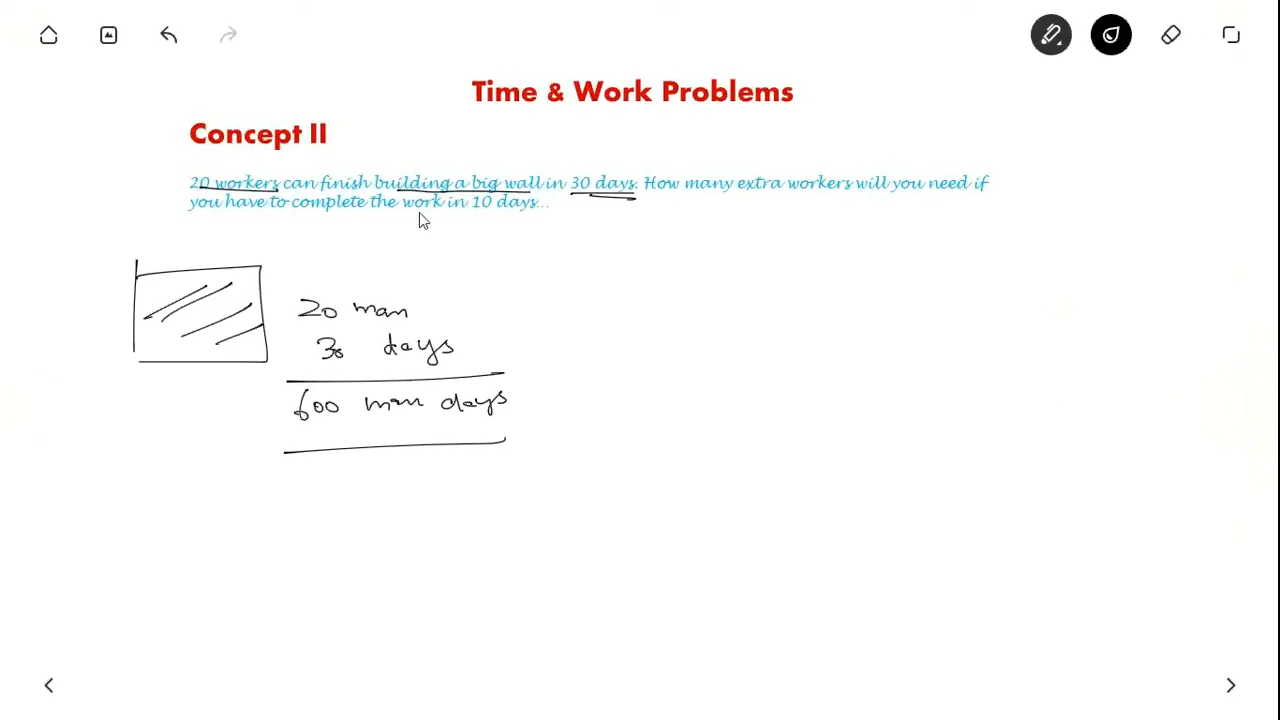 Time & Work Problems
Concept II
20 workers can finish building a big wall in 30 days. How many extra workers will you need if
you have to complete the work in 10 days...
20 man
30 days
600 man days